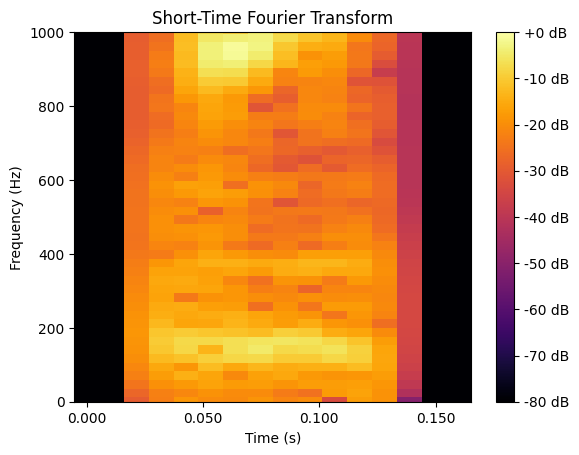 Short-Time Fourier Transform
1000
800
600
400
200
0
Frequency (Hz)
0.000
0.050
0.100
0.150
Time (s)
+0 dB
-10 dB
-20 dB
-30 dB
-40 dB
-50 dB
-60 dB
-70 dB
-80 dB